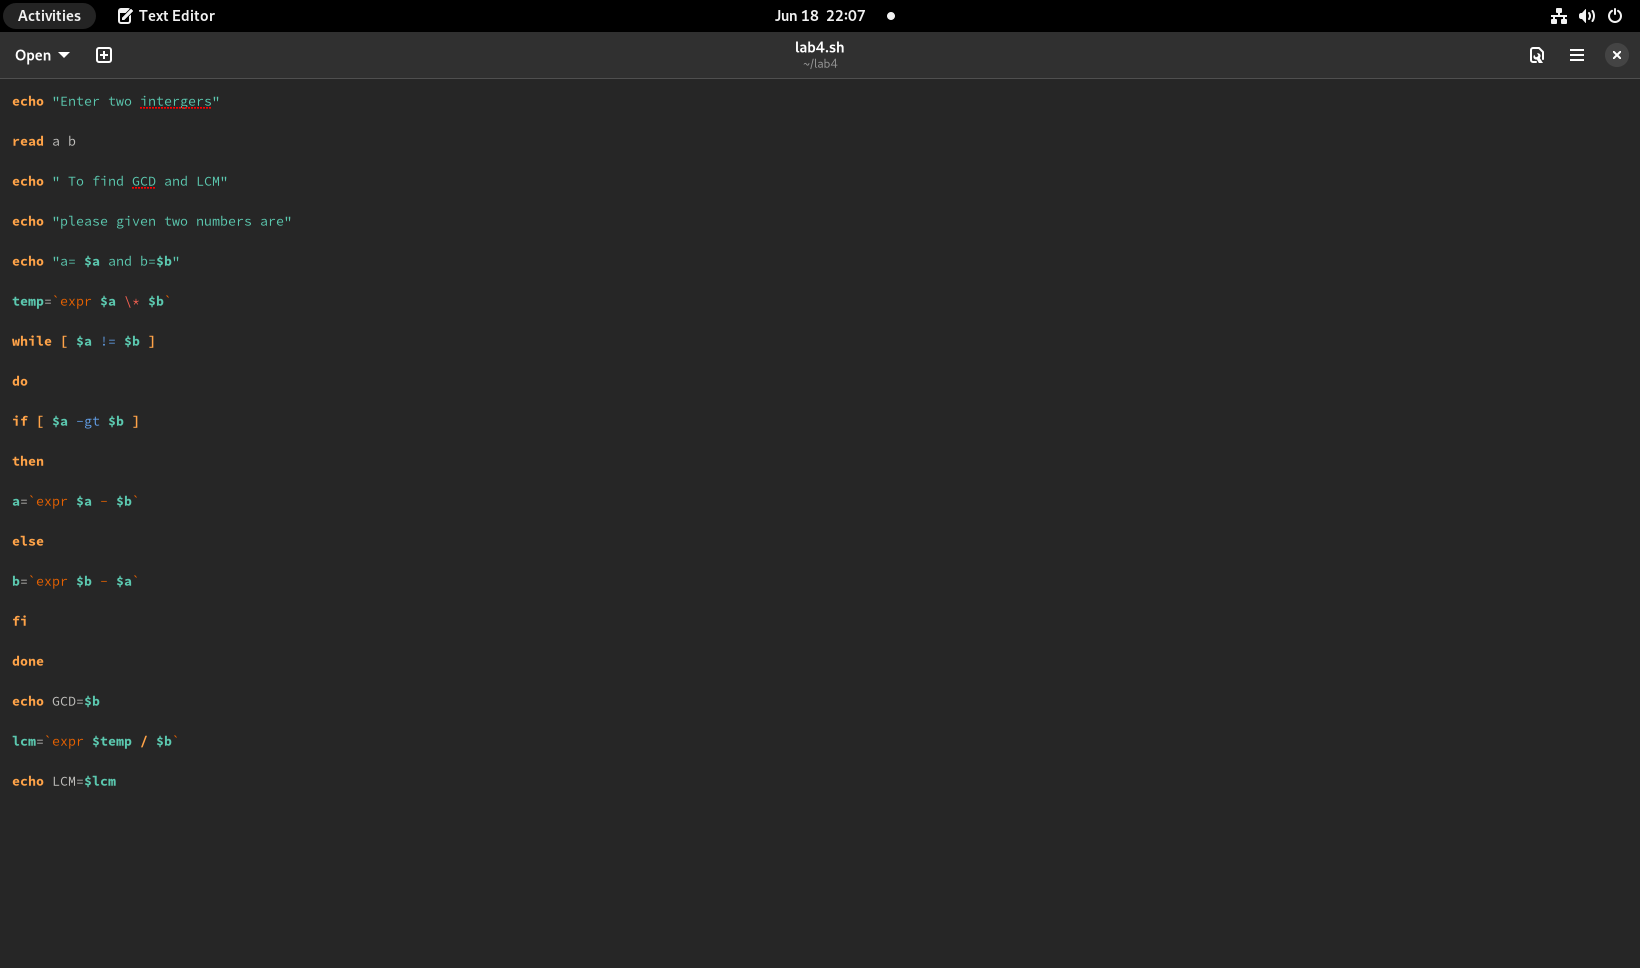 Activities Text Editor Jun 18 22:07
Open lab4.sh
~/lab4
echo "Enter two intergers"
read a b
echo " To find GCD and LCM"
echo "please given two numbers are"
echo "a= $a and b=$b"
temp=`expr $a \* $b`
while [ $a != $b ]
do
if [ $a -gt $b ]
then
a=`expr $a - $b`
else
b=`expr $b - $a`
fi
done
echo GCD=$b
lcm=`expr $temp / $b`
echo LCM=$lcm